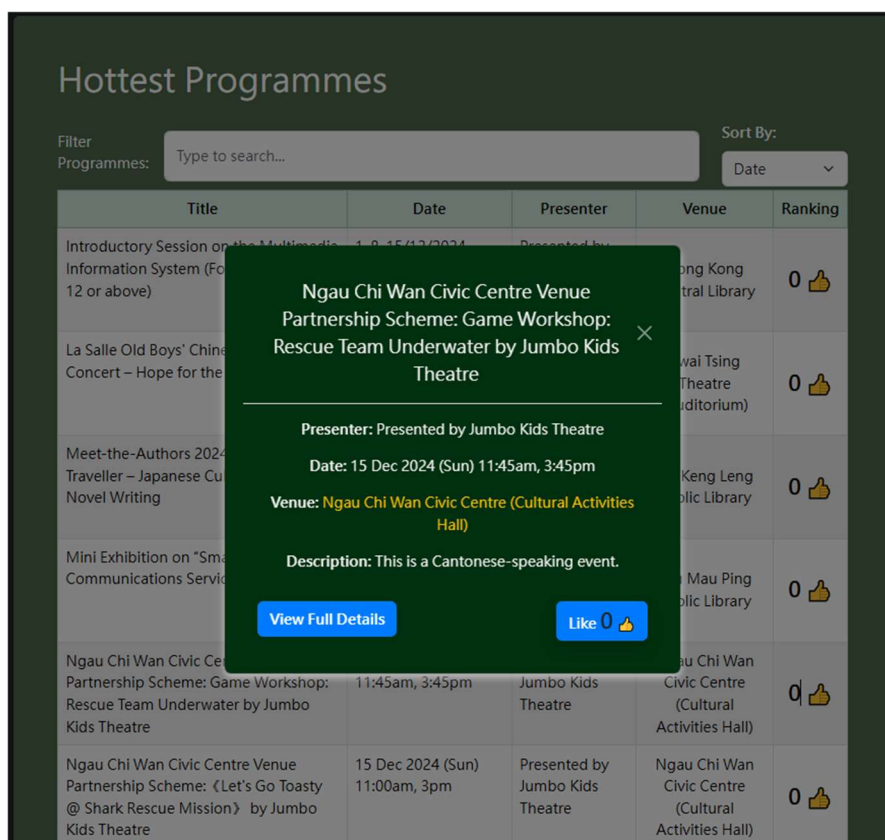 Hottest Programmes
Filter
Programmes:
Type to search...
Sort By:
Date
Title Date Presenter Venue Ranking
Introductory Session on the Multimedia
Information System (Fo
12 or above)
1, 8, 15/12/2024
Presented by
ong Kong
tral Library
0
La Salle Old Boys' Chine
Concert – Hope for the
wai Tsing
Theatre
uditorium)
0
Meet-the-Authors 2024
Traveller – Japanese Cu
Novel Writing
Keng Leng
lic Library
0
Mini Exhibition on "Sma
Communications Servic
Mau Ping
lic Library
0
Ngau Chi Wan Civic Centre Venue
Partnership Scheme: Game Workshop:
Rescue Team Underwater by Jumbo Kids
Theatre
Presenter: Presented by Jumbo Kids Theatre
Date: 15 Dec 2024 (Sun) 11:45am, 3:45pm
Venue: Ngau Chi Wan Civic Centre (Cultural Activities
Hall)
Description: This is a Cantonese-speaking event.
View Full Details
Like 0
Ngau Chi Wan Civic Ce
Partnership Scheme: Game Workshop:
Rescue Team Underwater by Jumbo
Kids Theatre
11:45am, 3:45pm
Jumbo Kids
Theatre
au Chi Wan
Civic Centre
(Cultural
Activities Hall)
0
Ngau Chi Wan Civic Centre Venue
Partnership Scheme: 《Let's Go Toasty
@ Shark Rescue Mission》 by Jumbo
Kids Theatre
15 Dec 2024 (Sun)
11:00am, 3pm
Presented by
Jumbo Kids
Theatre
Ngau Chi Wan
Civic Centre
(Cultural
Activities Hall)
0